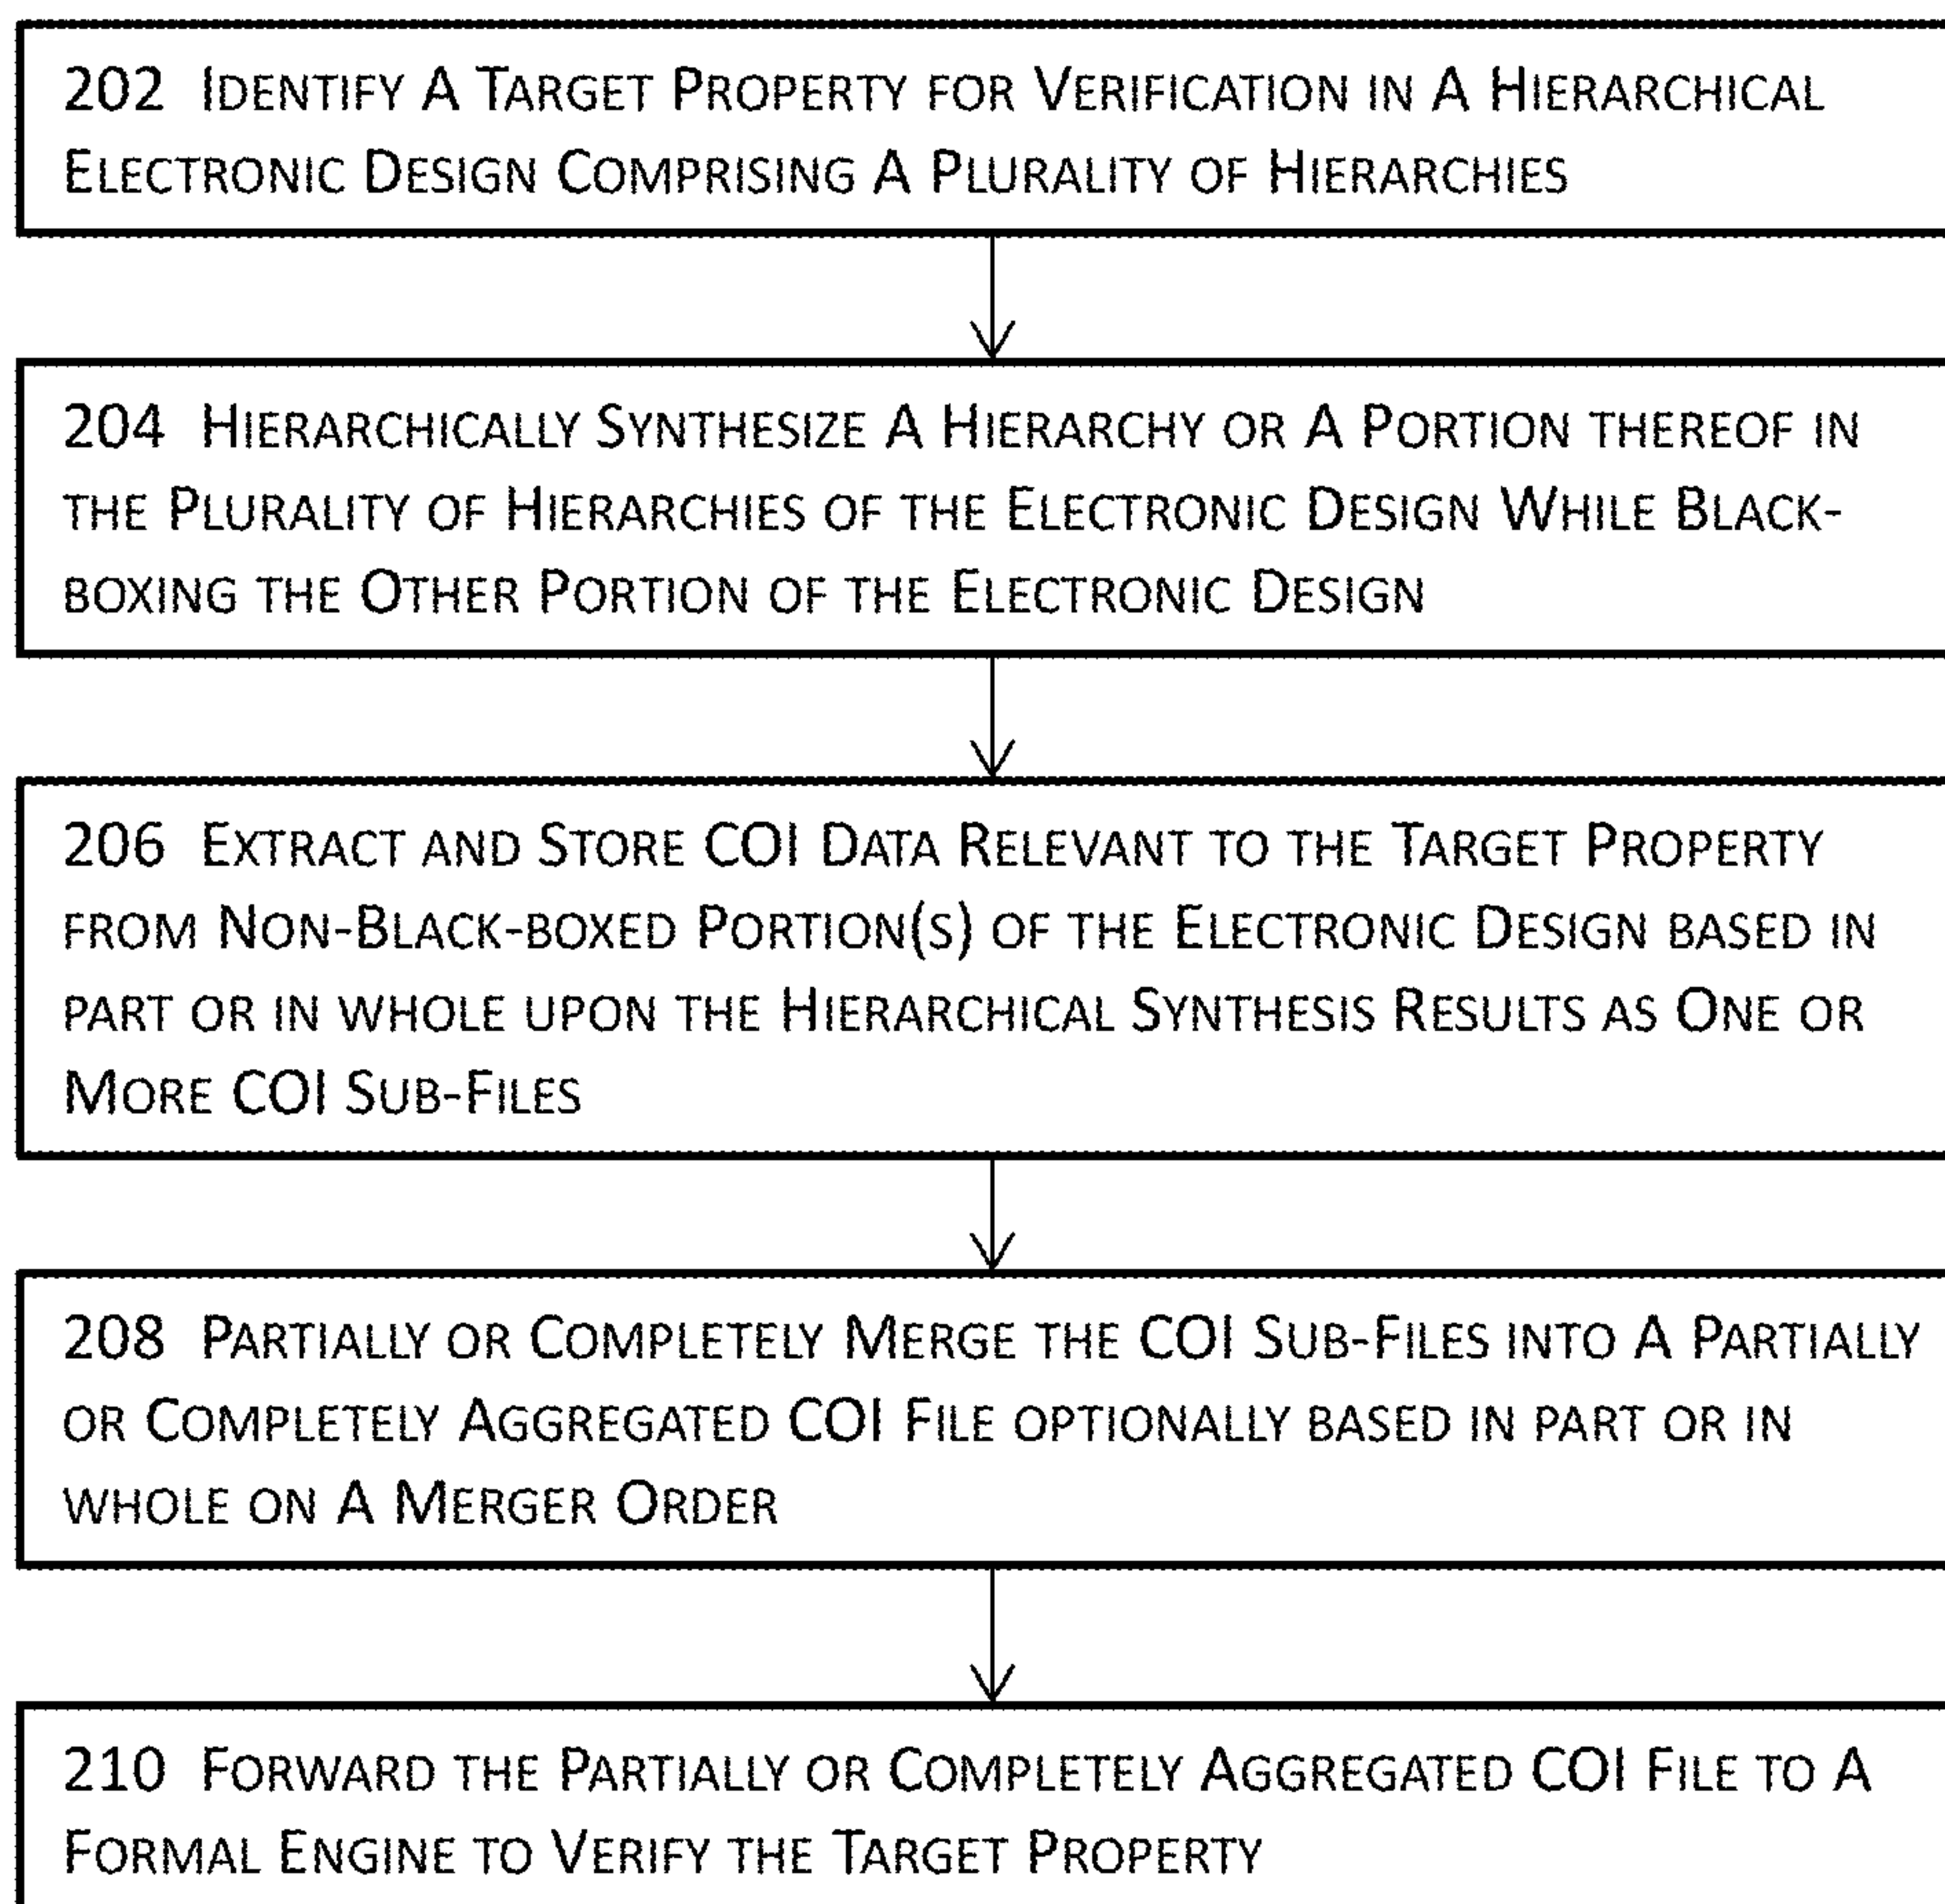 202 Identify A Target Property for Verification in A Hierarchical
Electronic Design Comprising A Plurality of Hierarchies
204 Hierarchically Synthesize A Hierarchy or A Portion thereof in
the Plurality of Hierarchies of the Electronic Design While Black-
boxing the Other Portion of the Electronic Design
206 Extract and Store COI Data Relevant to the Target Property
from Non-Black-boxed Portion(s) of the Electronic Design based in
part or in whole upon the Hierarchical Synthesis Results as One or
More COI Sub-Files
208 Partially or Completely Merge the COI Sub-Files into A Partially
or Completely Aggregated COI File optionally based in part or in
whole on A Merger Order
210 Forward the Partially or Completely Aggregated COI File to A
Formal Engine to Verify the Target Property